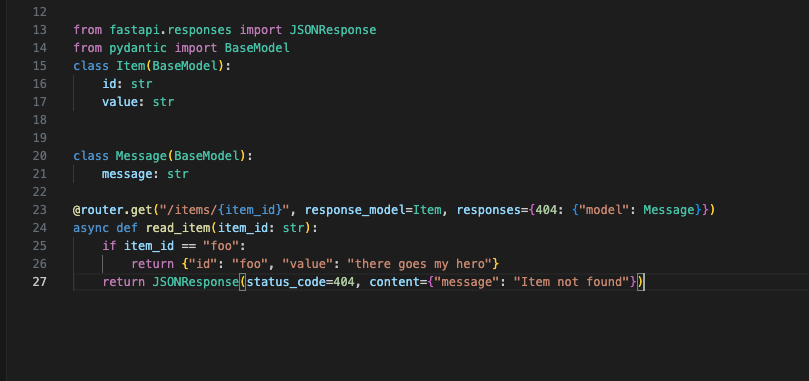 12
13 from fastapi.responses import JSONResponse
14 from pydantic import BaseModel
15 class Item(BaseModel):
16     id: str
17     value: str
18
19
20 class Message(BaseModel):
21     message: str
22
23 @router.get("/items/{item_id}", response_model=Item, responses={404: {"model": Message}})
24 async def read_item(item_id: str):
25     if item_id == "foo":
26         return {"id": "foo", "value": "there goes my hero"}
27     return JSONResponse(status_code=404, content={"message": "Item not found"})